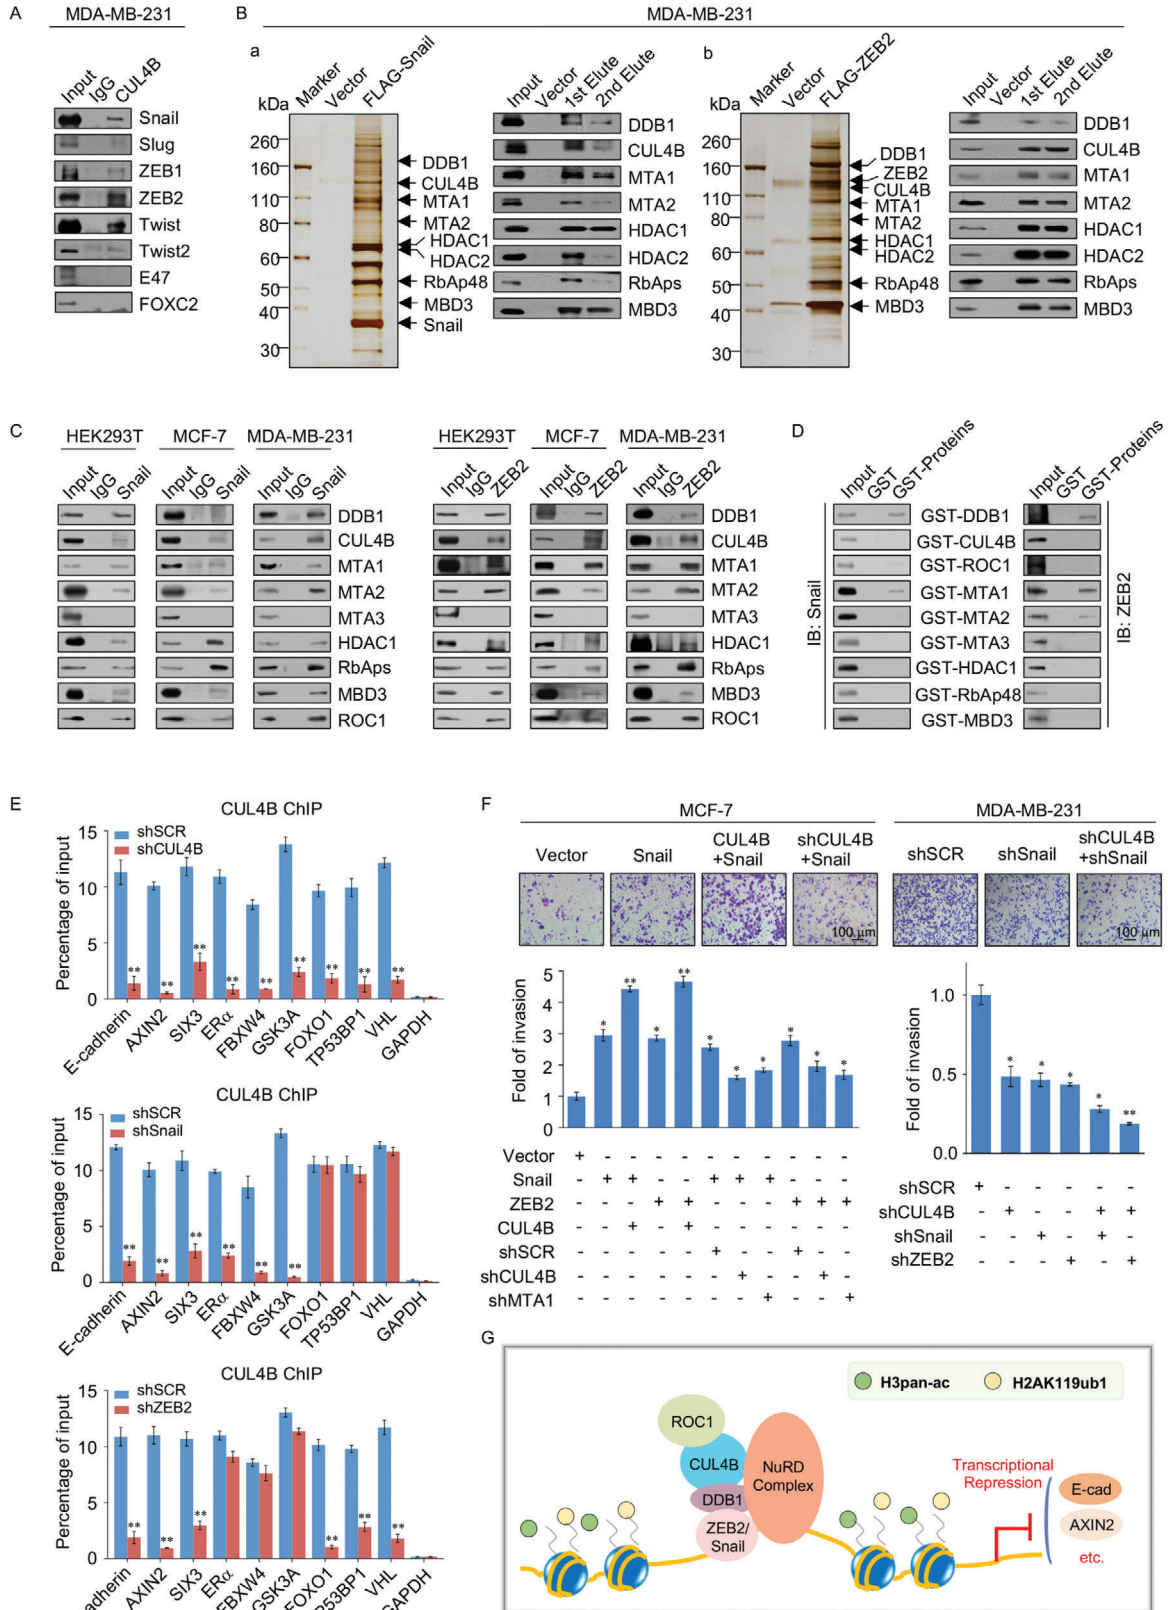 A
MDA-MB-231
Input
IgG
CUL4B
Snail
Slug
ZEB1
ZEB2
Twist
Twist2
E47
FOXC2
B
MDA-MB-231
a
kDa
Marker
Vector
FLAG-Snail
260
160
110
80
60
50
40
30
DDB1
CUL4B
MTA1
MTA2
HDAC1
HDAC2
RbAp48
MBD3
Snail
Input
Vector
1st Elute
2nd Elute
DDB1
CUL4B
MTA1
MTA2
HDAC1
HDAC2
RbAps
MBD3
b
kDa
Marker
Vector
FLAG-ZEB2
260
160
110
80
60
50
40
30
DDB1
ZEB2
CUL4B
MTA1
MTA2
HDAC1
HDAC2
RbAp48
MBD3
Input
Vector
1st Elute
2nd Elute
DDB1
CUL4B
MTA1
MTA2
HDAC1
HDAC2
RbAps
MBD3
C
HEK293T
MCF-7
MDA-MB-231
Input IgG Snail
Input IgG Snail
Input IgG Snail
DDB1
CUL4B
MTA1
MTA2
MTA3
HDAC1
RbAps
MBD3
ROC1
HEK293T
MCF-7
MDA-MB-231
Input IgG ZEB2
Input IgG ZEB2
Input IgG ZEB2
DDB1
CUL4B
MTA1
MTA2
MTA3
HDAC1
RbAps
MBD3
ROC1
D
Input GST GST-Proteins
Input GST GST-Proteins
IB: Snail
GST-DDB1
GST-CUL4B
GST-ROC1
GST-MTA1
GST-MTA2
GST-MTA3
GST-HDAC1
GST-RbAp48
GST-MBD3
IB: ZEB2
E
CUL4B ChIP
shSCR
shCUL4B
Percentage of input
15
10
5
0
** ** ** ** ** ** ** ** **
E-cadherin AXIN2 SIX3 ERα FBXW4 GSK3A FOXO1 TP53BP1 VHL GAPDH
CUL4B ChIP
shSCR
shSnail
Percentage of input
15
10
5
0
** ** ** ** ** **
E-cadherin AXIN2 SIX3 ERα FBXW4 GSK3A FOXO1 TP53BP1 VHL GAPDH
CUL4B ChIP
shSCR
shZEB2
Percentage of input
15
10
5
0
** ** ** ** ** **
AXIN2 SIX3 ERα FBXW4 GSK3A FOXO1 VHL GAPDH
F
MCF-7
Vector
Snail
CUL4B
+Snail
shCUL4B
+Snail
100 µm
MDA-MB-231
shSCR
shSnail
shCUL4B
+shSnail
100 µm
Fold of invasion
5
4
3
2
1
0
* ** * ** * * * * * *
Vector + - - - - - - - - - -
Snail - + + - - + + + - - -
ZEB2 - - - + + - - - + + +
CUL4B - - + - + - - - - - -
shSCR - - - - - + - - + - -
shCUL4B - - - - - - + - - + -
shMTA1 - - - - - - - + - - +
Fold of invasion
1.0
0.5
0.0
* * * * **
shSCR + - - - - -
shCUL4B - + - - + +
shSnail - - + - + -
shZEB2 - - - + - +
G
H3pan-ac
H2AK119ub1
ROC1
CUL4B
DDB1
ZEB2/
Snail
NuRD
Complex
Transcriptional
Repression
E-cad
AXIN2
etc.